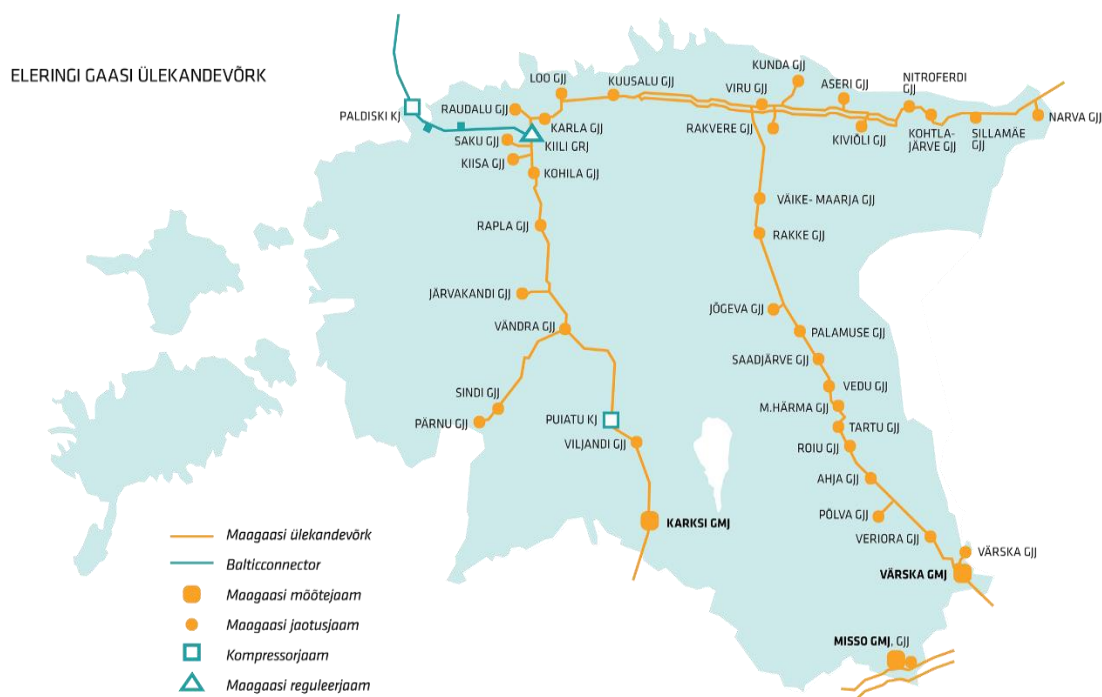 ELERINGI GAASI ÜLEKANDEVÕRK
PALDISKI KJ
RAUDALU GJJ
LOO GJJ
KUUSALU GJJ
KARLA GJJ
KIILI GRJ
SAKU GJJ
KIISA GJJ
KOHILA GJJ
RAPLA GJJ
JÄRVAKANDI GJJ
VÄNDRA GJJ
SINDI GJJ
PÄRNU GJJ
PUIATU KJ
VILJANDI GJJ
KARKSI GMJ
KUNDA GJJ
VIRU GJJ
RAKVERE GJJ
ASERI GJJ
KIVIÕLI GJJ
NITROFERDI
GJJ
KOHTLA-
JÄRVE GJJ
SILLAMÄE
GJJ
NARVA GJJ
VÄIKE- MAARJA GJJ
RAKKE GJJ
JÕGEVA GJJ
PALAMUSE GJJ
SAADJÄRVE GJJ
VEDU GJJ
M.HÄRMA GJJ
TARTU GJJ
ROIU GJJ
AHJA GJJ
PÕLVA GJJ
VERIORA GJJ
VÄRSKA GJJ
VÄRSKA GMJ
MISSO GMJ, GJJ
Maagaasi ülekandevõrk
Balticconnector
Maagaasi mõõtejaam
Maagaasi jaotusjaam
Kompressorjaam
Maagaasi reguleerjaam